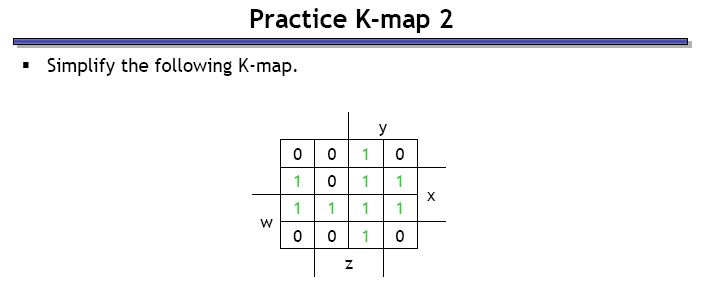 Practice K-map 2
▪ Simplify the following K-map.
y
0 0 1 0
1 0 1 1
x
1 1 1 1
w
0 0 1 0
z